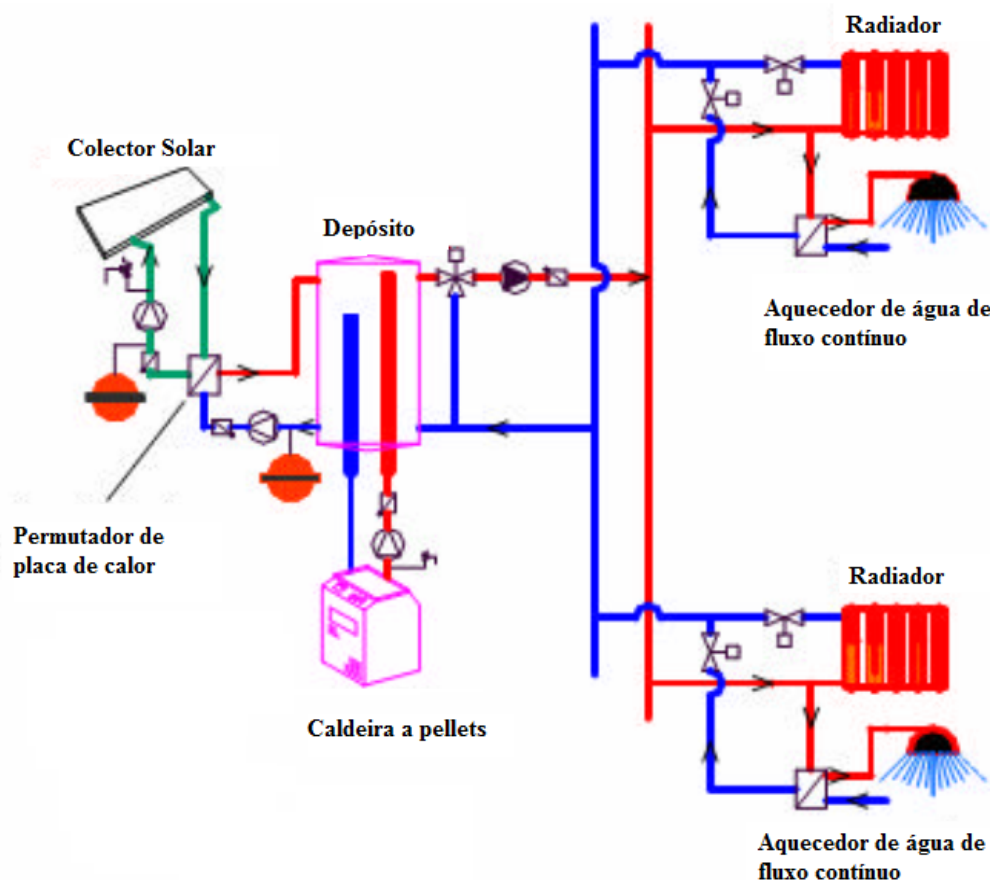 Radiador
Colector Solar
Depósito
Aquecedor de água de
fluxo contínuo
Permutador de
placa de calor
Radiador
Caldeira a pellets
Aquecedor de água de
fluxo contínuo